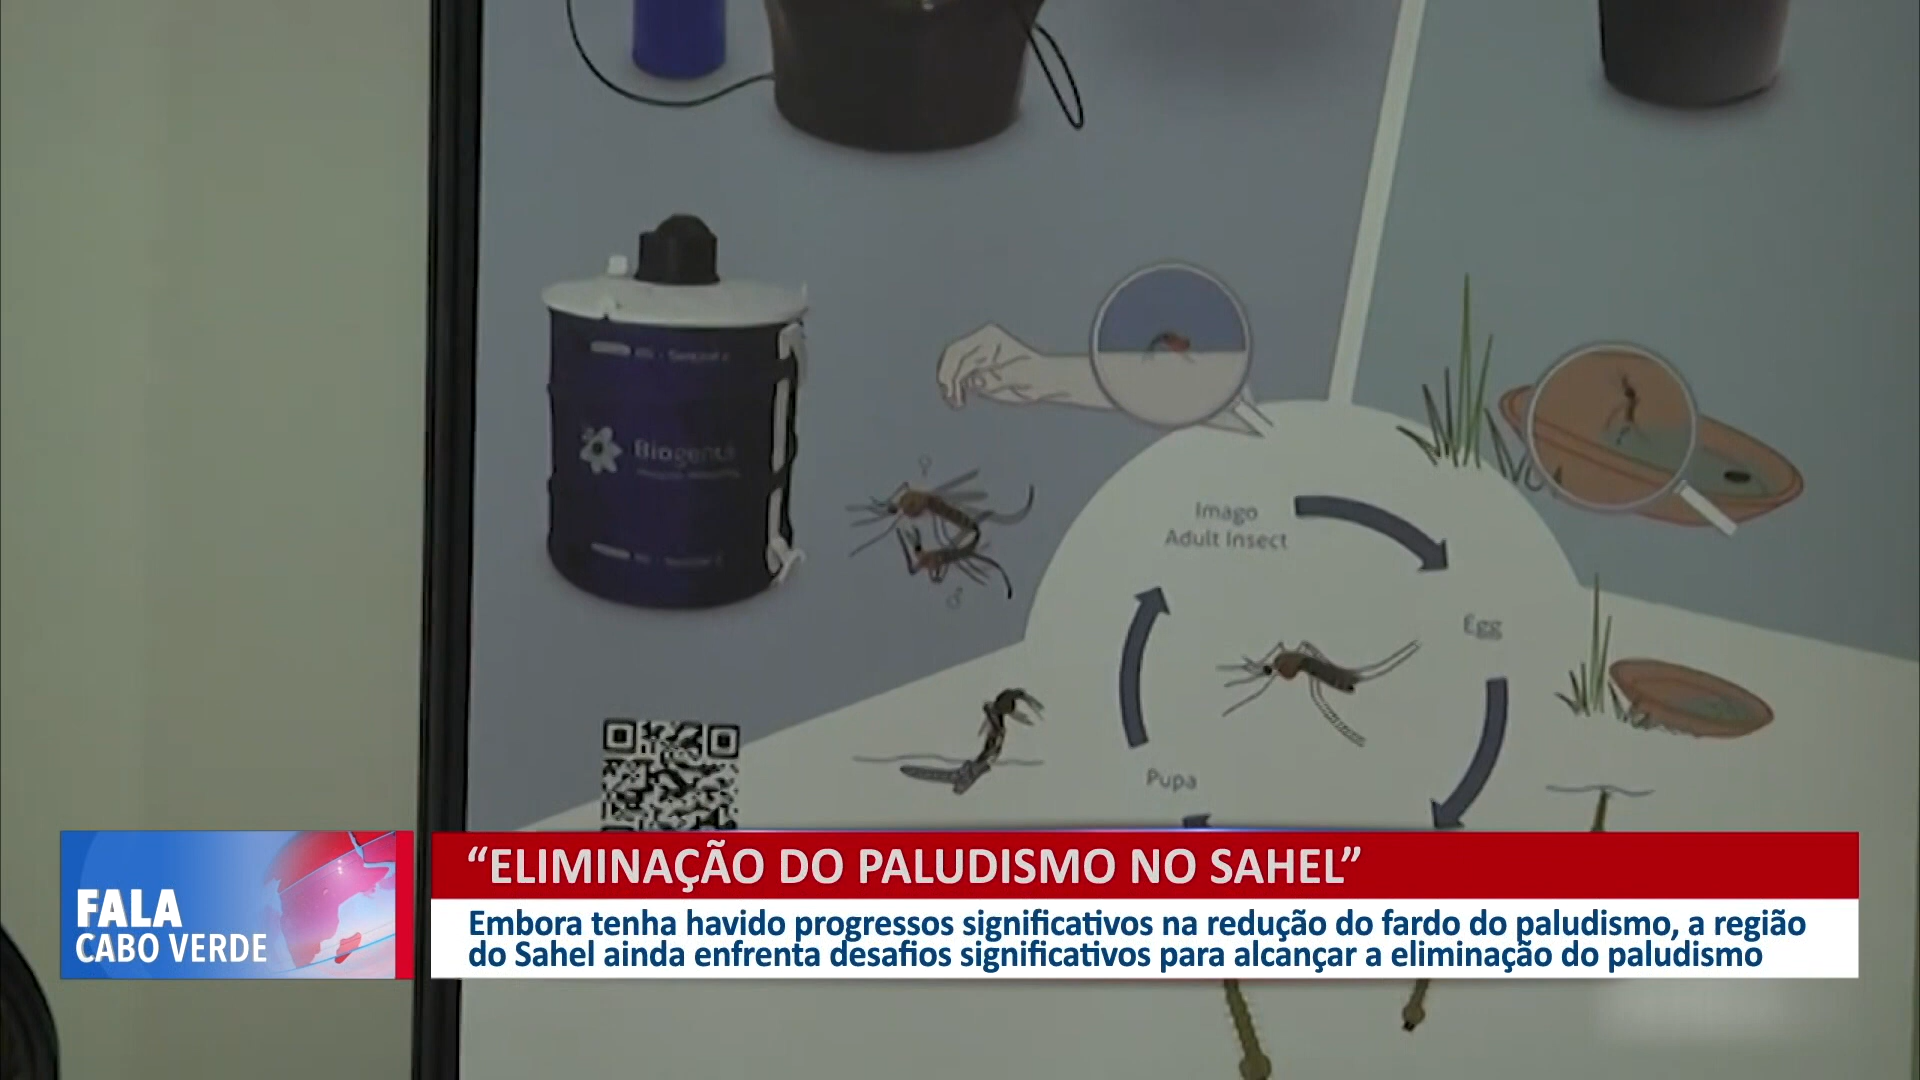 Biogents
Imago
Adult Insect
Egg
Pupa
“ELIMINAÇÃO DO PALUDISMO NO SAHEL”
Embora tenha havido progressos significativos na redução do fardo do paludismo, a região
do Sahel ainda enfrenta desafios significativos para alcançar a eliminação do paludismo
FALA
CABO VERDE